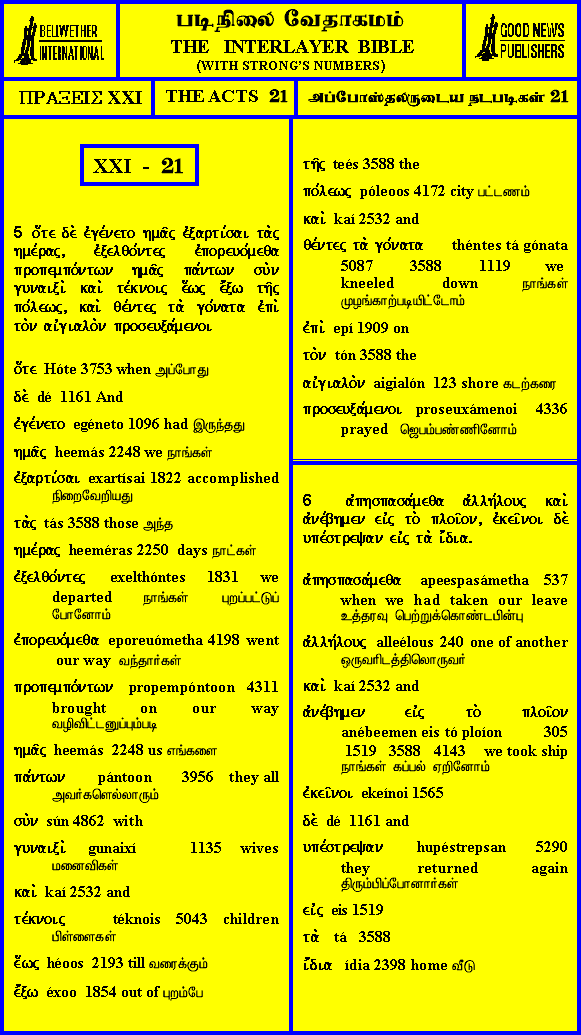 BELLWETHER
INTERNATIONAL
படிநிலை வேதாகமம்
THE INTERLAYER BIBLE
(WITH STRONG'S NUMBERS)
GOOD NEWS
PUBLISHERS
ΠΡΑΞΕΙΣ XXI
THE ACTS 21
அப்போஸ்தலருடைய நடபடிகள் 21
XXI - 21
5 ὅτε δὲ ἐγένετο ημᾶς ἐξαρτίσαι τὰς
ημέρας, ἐξελθόντες ἐπορευόμεθα
προπεμπόντων ημᾶς πάντων σὺν
γυναιξὶ καὶ τέκνοις ἕως ἔξω τῆς
πόλεως, καὶ θέντες τὰ γόνατα ἐπὶ
τὸν αἰγιαλὸν προσευξάμενοι
ὅτε Hóte 3753 when அப்போது
δὲ dé 1161 And
ἐγένετο egéneto 1096 had இருந்தது
ημᾶς heemás 2248 we நாங்கள்
ἐξαρτίσαι exartísai 1822 accomplished
நிறைவேறியது
τὰς tás 3588 those அந்த
ημέρας heeméras 2250 days நாட்கள்
ἐξελθόντες exelthóntes 1831 we
departed நாங்கள் புறப்பட்டுப்
போனோம்
ἐπορευόμεθα eporeuómetha 4198 went
our way வந்தார்கள்
προπεμπόντων propempóntoon 4311
brought on our way
வழிவிட்டனுப்பும்படி
ημᾶς heemás 2248 us எங்களை
πάντων pántoon 3956 they all
அவர்களெல்லாரும்
σὺν sún 4862 with
γυναιξὶ gunaixí 1135 wives
மனைவிகள்
καὶ kaí 2532 and
τέκνοις téknois 5043 children
பிள்ளைகள்
ἕως héoos 2193 till வரைக்கும்
ἔξω éxoo 1854 out of புறம்பே
τῆς teés 3588 the
πόλεως póleoos 4172 city பட்டணம்
καὶ kaí 2532 and
θέντες τὰ γόνατα théntes tá gónata
5087 3588 1119 we
kneeled down நாங்கள்
முழங்காற்படியிட்டோம்
ἐπὶ epí 1909 on
τὸν tón 3588 the
αἰγιαλὸν aigialón 123 shore கடற்கரை
προσευξάμενοι proseuxámenoi 4336
prayed ஜெபம்பண்ணினோம்
6 ἀπησπασάμεθα ἀλλήλους καὶ
ἀνέβημεν εἰς τὸ πλοῖον, ἐκεῖνοι δὲ
υπέστρεψαν εἰς τὰ ἴδια.
ἀπησπασάμεθα apeespasámetha 537
when we had taken our leave
உத்தரவு பெற்றுக்கொண்டபின்பு
ἀλλήλους alleélous 240 one of another
ஒருவரிடத்திலொருவர்
καὶ kaí 2532 and
ἀνέβημεν εἰς τὸ πλοῖον
anébeemen eis tó ploíon 305
1519 3588 4143 we took ship
நாங்கள் கப்பல் ஏறினோம்
ἐκεῖνοι ekeínoi 1565
δὲ dé 1161 and
υπέστρεψαν hupéstrepsan 5290
they returned again
திரும்பிப்போனார்கள்
εἰς eis 1519
τὰ tá 3588
ἴδια ídia 2398 home வீடு